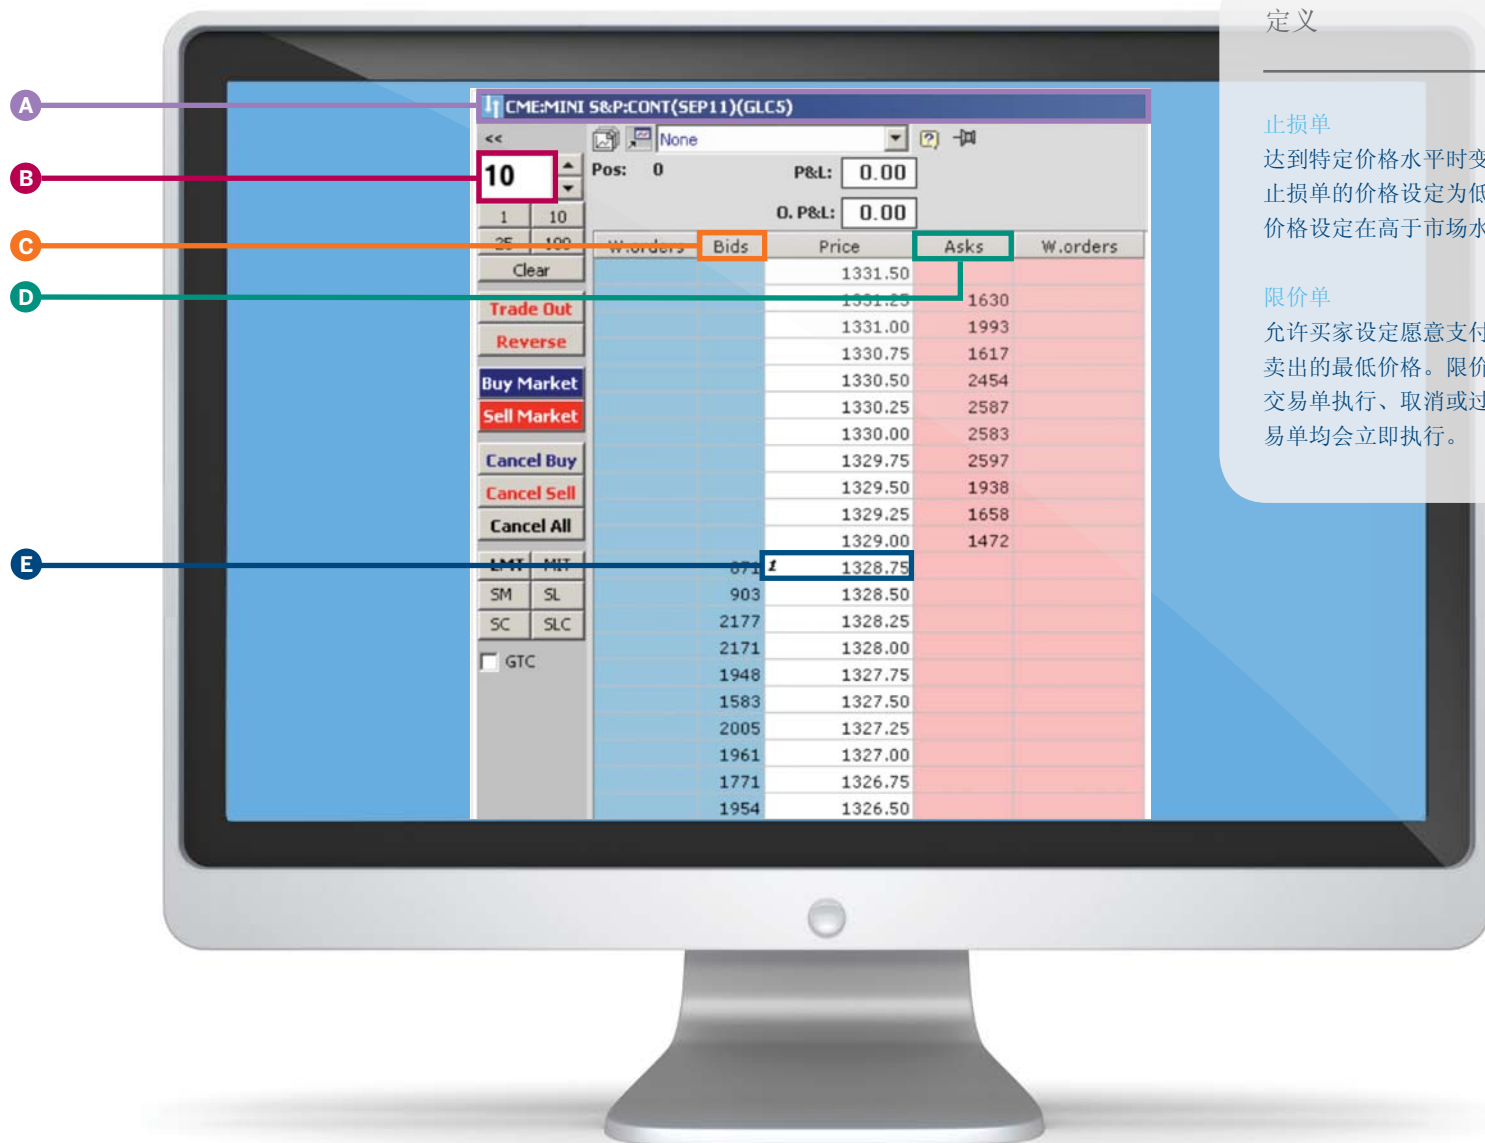 定义
止损单
达到特定价格水平时变
止损单的价格设定为低
价格设定在高于市场水
限价单
允许买家设定愿意支付
卖出的最低价格。限价
交易单执行、取消或过
易单均会立即执行。
A
B
C
D
E
CME:MINI S&P:CONT(SEP11)(GLC5)
<< None
10 Pos: 0 P&L: 0.00
O. P&L: 0.00
1 10
25 100
Clear
Trade Out
Reverse
Buy Market
Sell Market
Cancel Buy
Cancel Sell
Cancel All
LMT MIT
SM SL
SC SLC
GTC
W.orders Bids Price Asks W.orders
1331.50
1331.25 1630
1331.00 1993
1330.75 1617
1330.50 2454
1330.25 2587
1330.00 2583
1329.75 2597
1329.50 1938
1329.25 1658
1329.00 1472
671 1 1328.75
903 1328.50
2177 1328.25
2171 1328.00
1948 1327.75
1583 1327.50
2005 1327.25
1961 1327.00
1771 1326.75
1954 1326.50